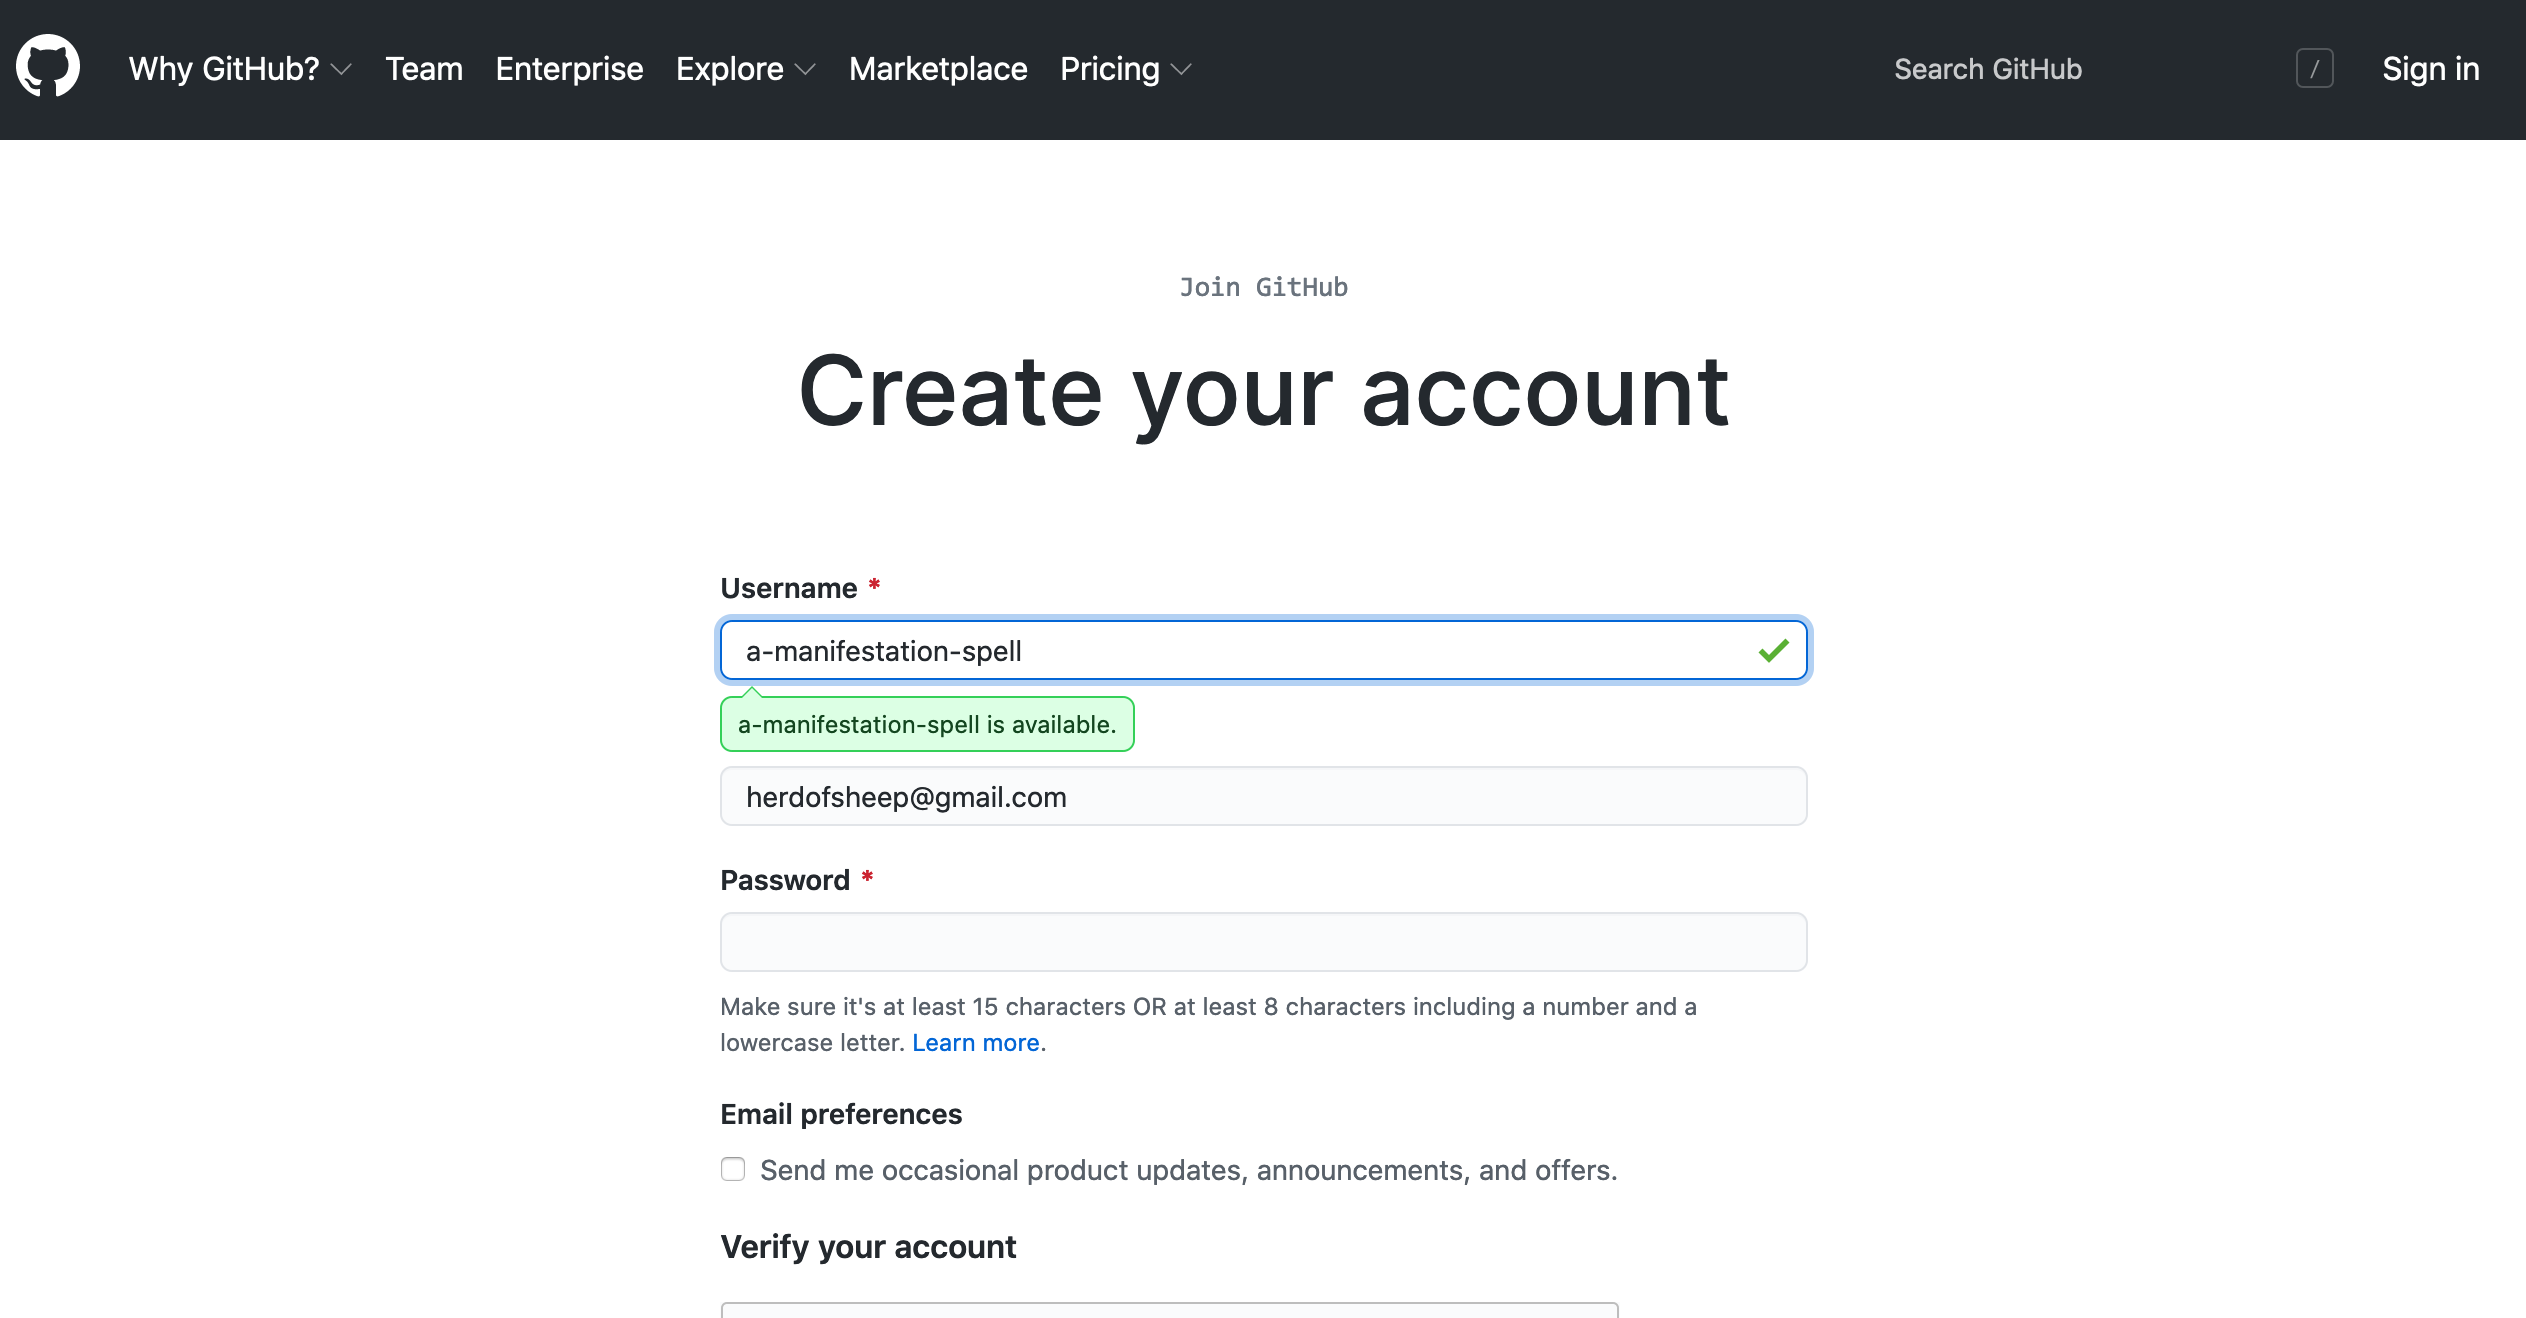 Why GitHub? Team Enterprise Explore Marketplace Pricing Search GitHub / Sign in
Join GitHub
Create your account
Username *
a-manifestation-spell
a-manifestation-spell is available.
herdofsheep@gmail.com
Password *
Make sure it's at least 15 characters OR at least 8 characters including a number and a
lowercase letter. Learn more.
Email preferences
Send me occasional product updates, announcements, and offers.
Verify your account